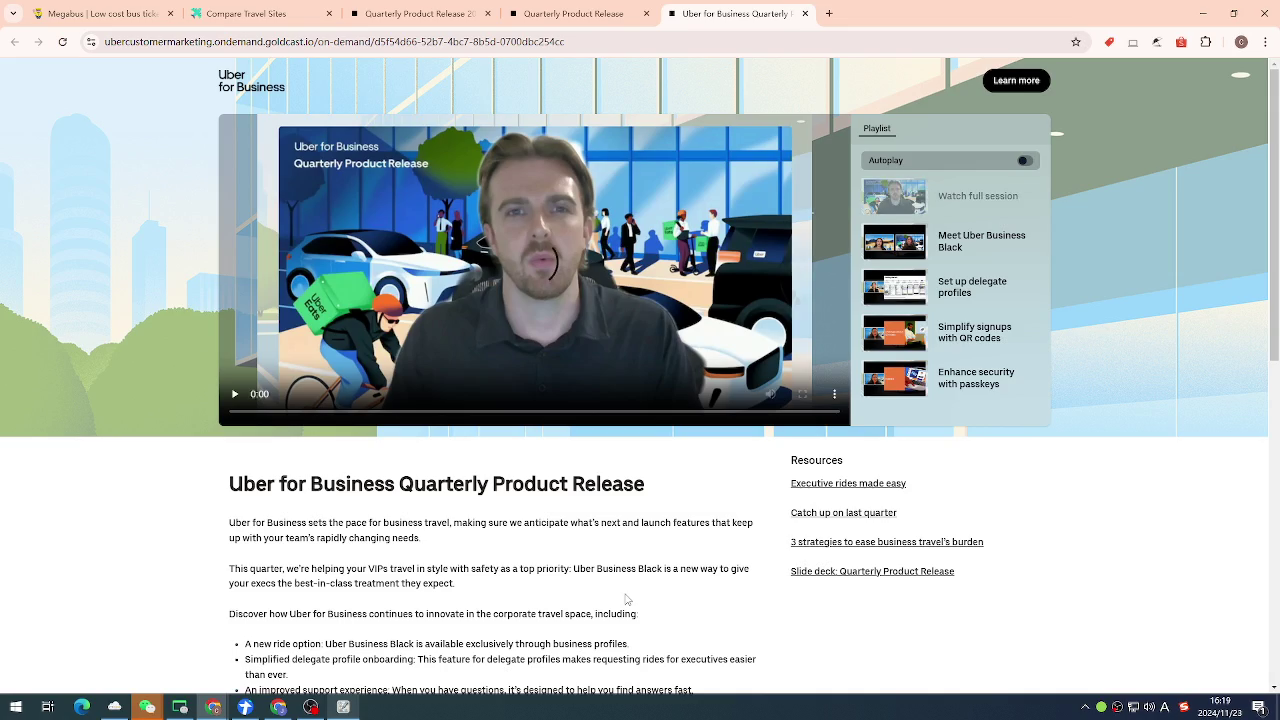 Megabus | Low cost bus ticke
Marketing Component | Gold
Quarterly Product Release 20
Quarterly Product Release
Uber for Business Quarterly P
ubercustomermarketing.ondemand.goldcast.io/on-demand/d5f54d66-52b7-4bc7-8b5d-0570bbc254cc
Uber
for Business
Learn more
Uber for Business
Quarterly Product Release
Uber
Eats
0:00
Playlist
Autoplay
Watch full session
Meet Uber Business
Black
Set up delegate
profiles
Simplify signups
with QR codes
Enhance security
with passkeys
Uber for Business Quarterly Product Release
Uber for Business sets the pace for business travel, making sure we anticipate what's next and launch features that keep
up with your team's rapidly changing needs.
This quarter, we're helping your VIPs travel in style with safety as a top priority: Uber Business Black is a new way to give
your execs the best-in-class treatment they expect.
Discover how Uber for Business continues to innovate in the corporate travel space, including:
• A new ride option: Uber Business Black is available exclusively through business profiles.
• Simplified delegate profile onboarding: This feature for delegate profiles makes requesting rides for executives easier
than ever.
• An improved support experience: When you have questions, it's designed to help you find answers fast.
Resources
Executive rides made easy
Catch up on last quarter
3 strategies to ease business travel's burden
Slide deck: Quarterly Product Release
16:19
2024/11/23